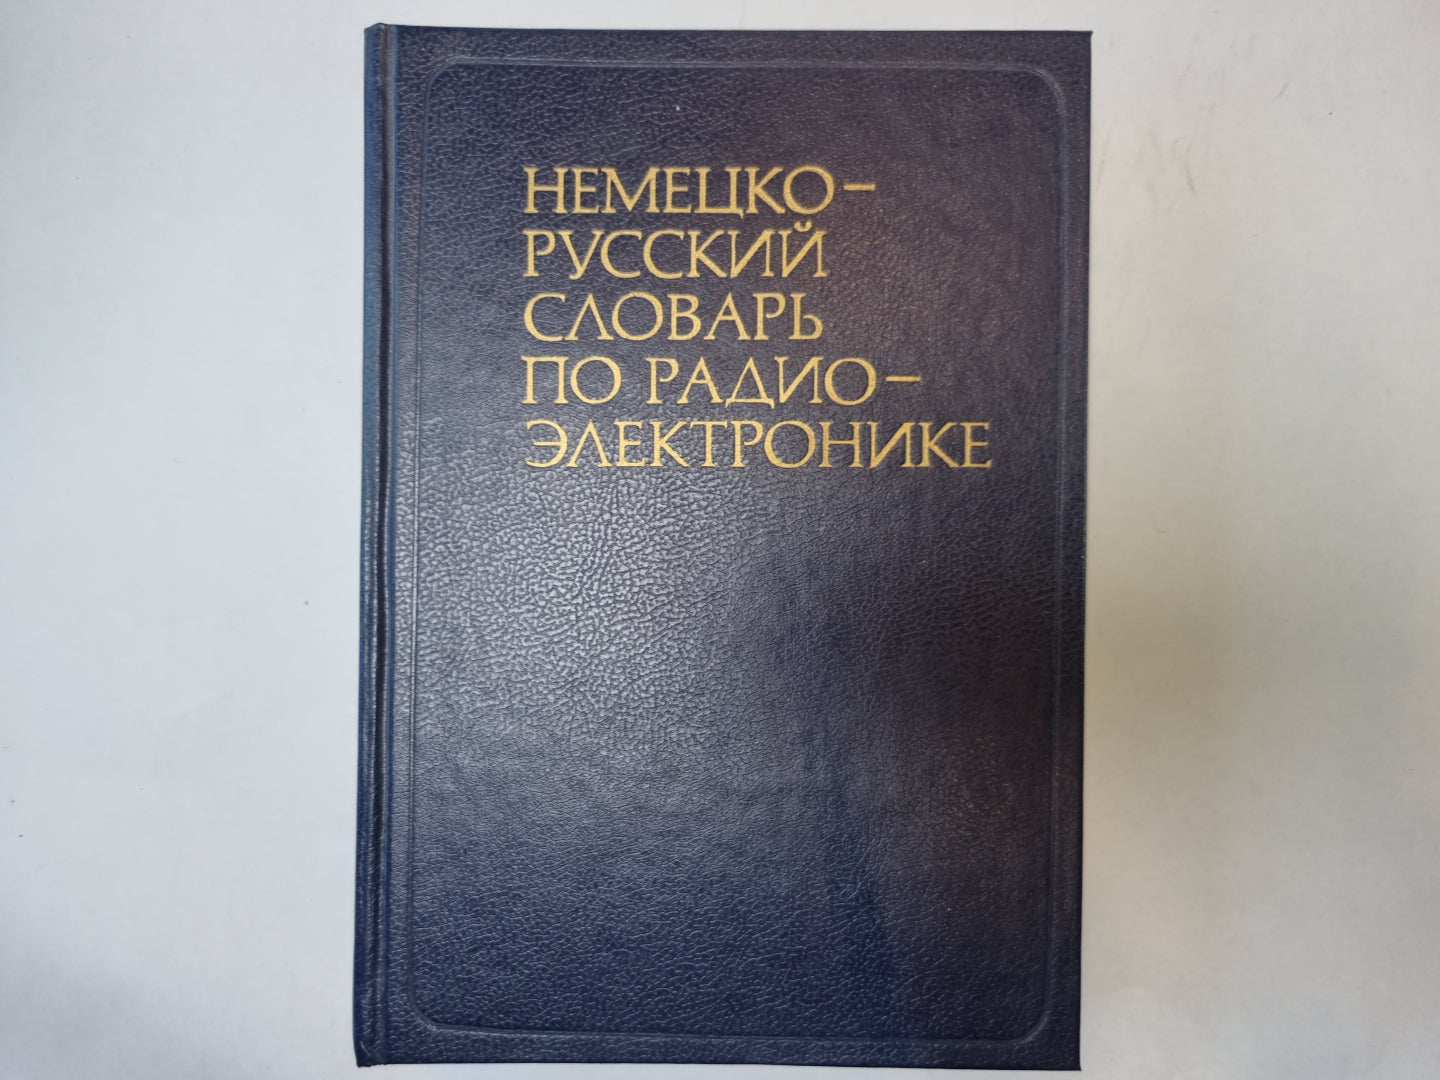 НЕМЕЦКО–
РУССКИЙ
СЛОВАРЬ
ПО РАДИО–
ЭЛЕКТРОНИКЕ